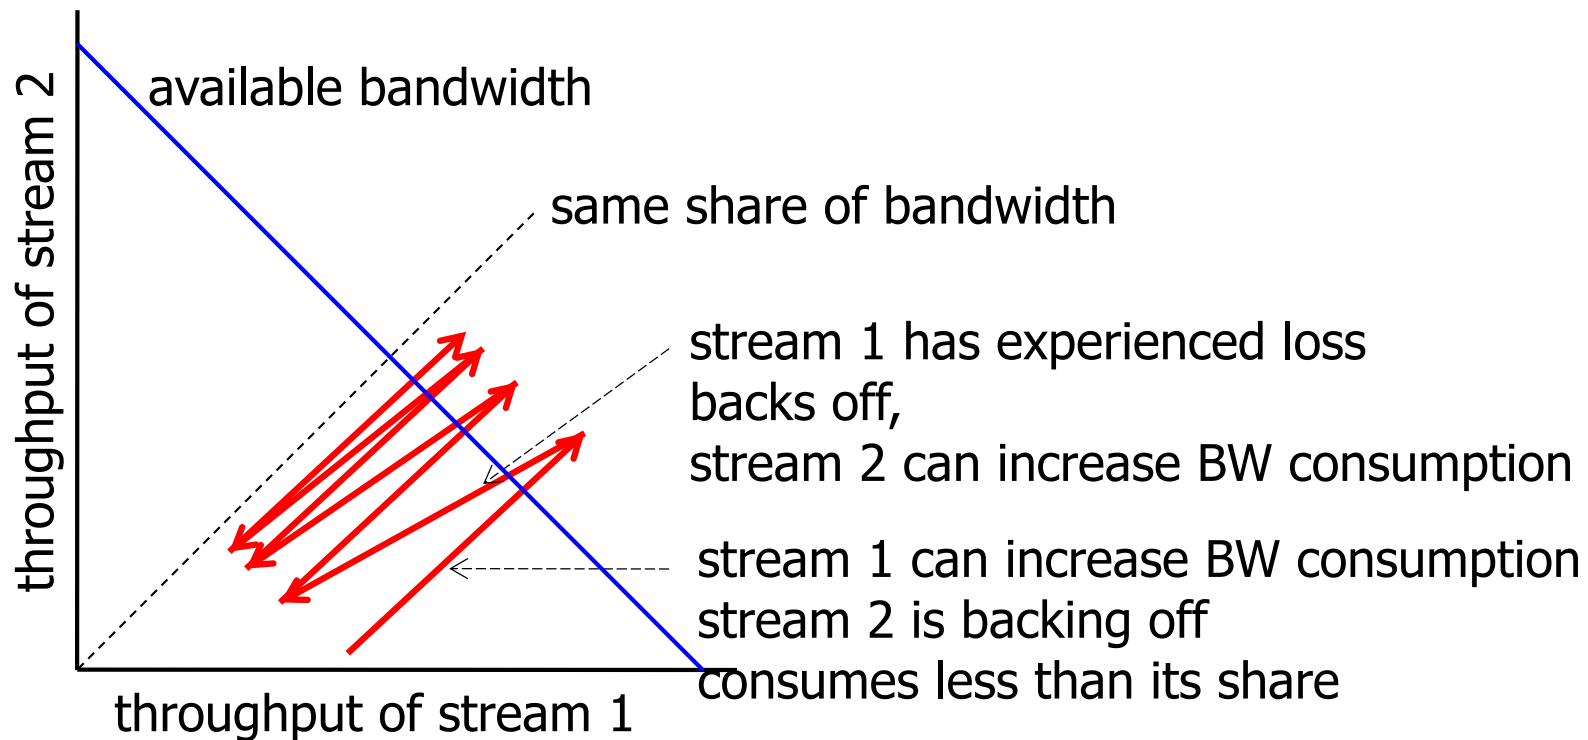 throughput of stream 2
available bandwidth
same share of bandwidth
stream 1 has experienced loss
backs off,
stream 2 can increase BW consumption
stream 1 can increase BW consumption
stream 2 is backing off
consumes less than its share
throughput of stream 1